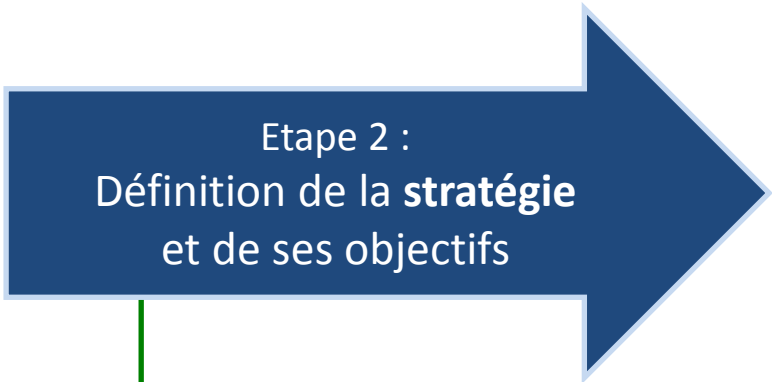 Etape 2 :
Définition de la stratégie
et de ses objectifs